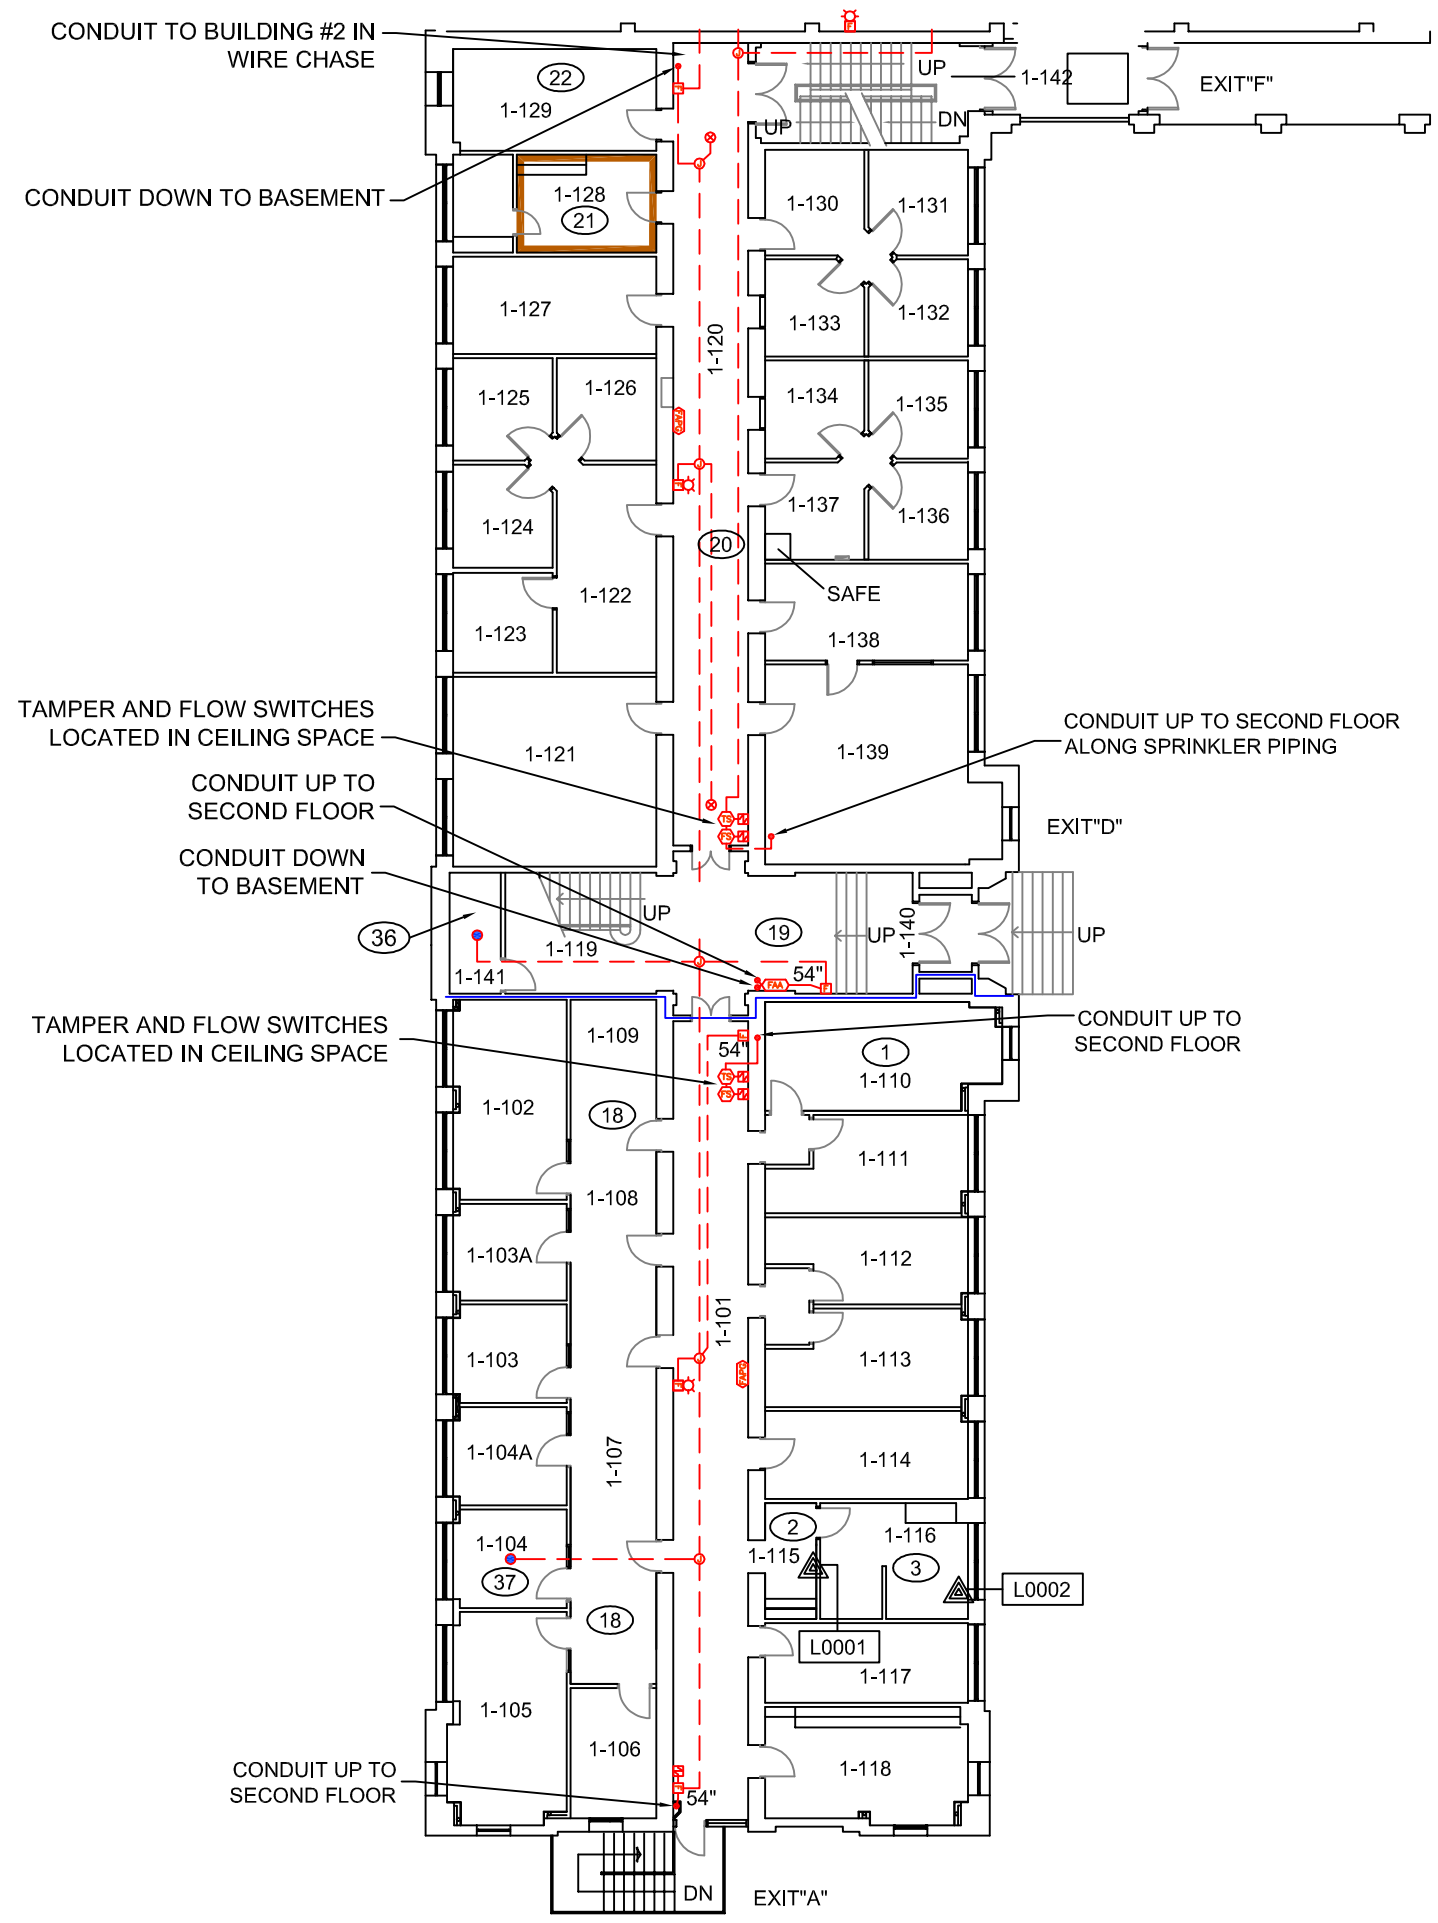 CONDUIT TO BUILDING #2 IN
WIRE CHASE
F
UP
1-142
EXIT"F"
22
1-129
F
UP
DN
J
J
CONDUIT DOWN TO BASEMENT
1-128
21
1-130
1-131
1-127
1-133
1-132
1-120
1-125
1-126
1-134
1-135
FAPG
J
F
1-124
1-137
1-136
20
1-122
SAFE
1-123
1-138
TAMPER AND FLOW SWITCHES
LOCATED IN CEILING SPACE
CONDUIT UP TO SECOND FLOOR
ALONG SPRINKLER PIPING
1-121
1-139
CONDUIT UP TO
SECOND FLOOR
TS
FS
EXIT"D"
CONDUIT DOWN
TO BASEMENT
UP
36
1-119
19
UP
1-140
UP
J
1-141
FAA
54"
F
TAMPER AND FLOW SWITCHES
LOCATED IN CEILING SPACE
1-109
F
54"
CONDUIT UP TO
SECOND FLOOR
1
1-110
TS
FS
1-102
18
1-111
1-108
1-103A
1-112
1-101
1-103
J
F
FAPG
1-113
1-104A
1-107
1-114
2
1-116
1-104
1-115
3
J
37
L0002
18
L0001
1-117
1-105
1-106
1-118
CONDUIT UP TO
SECOND FLOOR
F
54"
DN
EXIT"A"